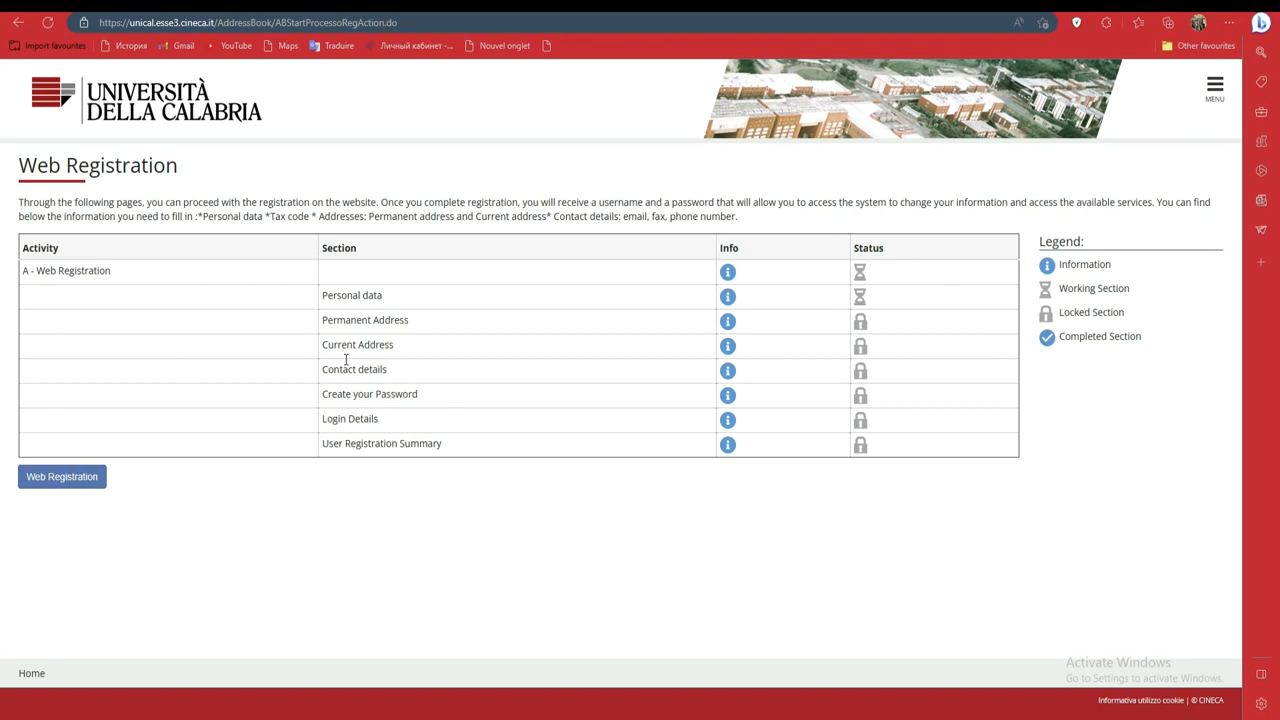 https://unical.esse3.cineca.it/AddressBook/ABStartProcessoRegAction.do
Import favourites
История
Gmail
YouTube
Maps
Traduire
Личный кабинет -...
Nouvel onglet
Other favourites
UNIVERSITÀ
DELLA CALABRIA
MENU
Web Registration
Through the following pages, you can proceed with the registration on the website. Once you complete registration, you will receive a username and a password that will allow you to access the system to change your information and access the available services. You can find
below the information you need to fill in :*Personal data *Tax code * Addresses: Permanent address and Current address* Contact details: email, fax, phone number.
Activity Section Info Status
A - Web Registration
Personal data
Permanent Address
Current Address
Contact details
Create your Password
Login Details
User Registration Summary
Legend:
Information
Working Section
Locked Section
Completed Section
Web Registration
Home
Activate Windows
Go to Settings to activate Windows.
Informativa utilizzo cookie | © CINECA